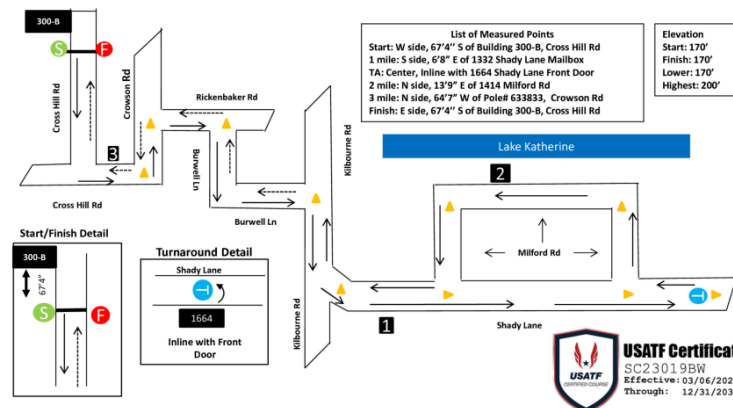 300-B
S
F
Cross Hill Rd
Cross Hill Rd
Crowson Rd
Rickenbaker Rd
3
Cross Hill Rd
Burwell Ln
Burwell Ln
Kilbourne Rd
Kilbourne Rd
List of Measured Points
Start: W side, 67'4'' S of Building 300-B, Cross Hill Rd
1 mile: S side, 6'8" E of 1332 Shady Lane Mailbox
TA: Center, Inline with 1664 Shady Lane Front Door
2 mile: N side, 13'9" E of 1414 Milford Rd
3 mile: N side, 64'7" W of Pole# 633833, Crowson Rd
Finish: E side, 67'4'' S of Building 300-B, Cross Hill Rd
Elevation
Start: 170'
Finish: 170'
Lower: 170'
Highest: 200'
Lake Katherine
2
Milford Rd
1
Shady Lane
T
Start/Finish Detail
300-B
67'4"
S
F
Turnaround Detail
Shady Lane
T
1664
Inline with Front
Door
USATF
CERTIFIED COURSE
USATF Certificat
SC23019BW
Effective: 03/06/202
Through: 12/31/203